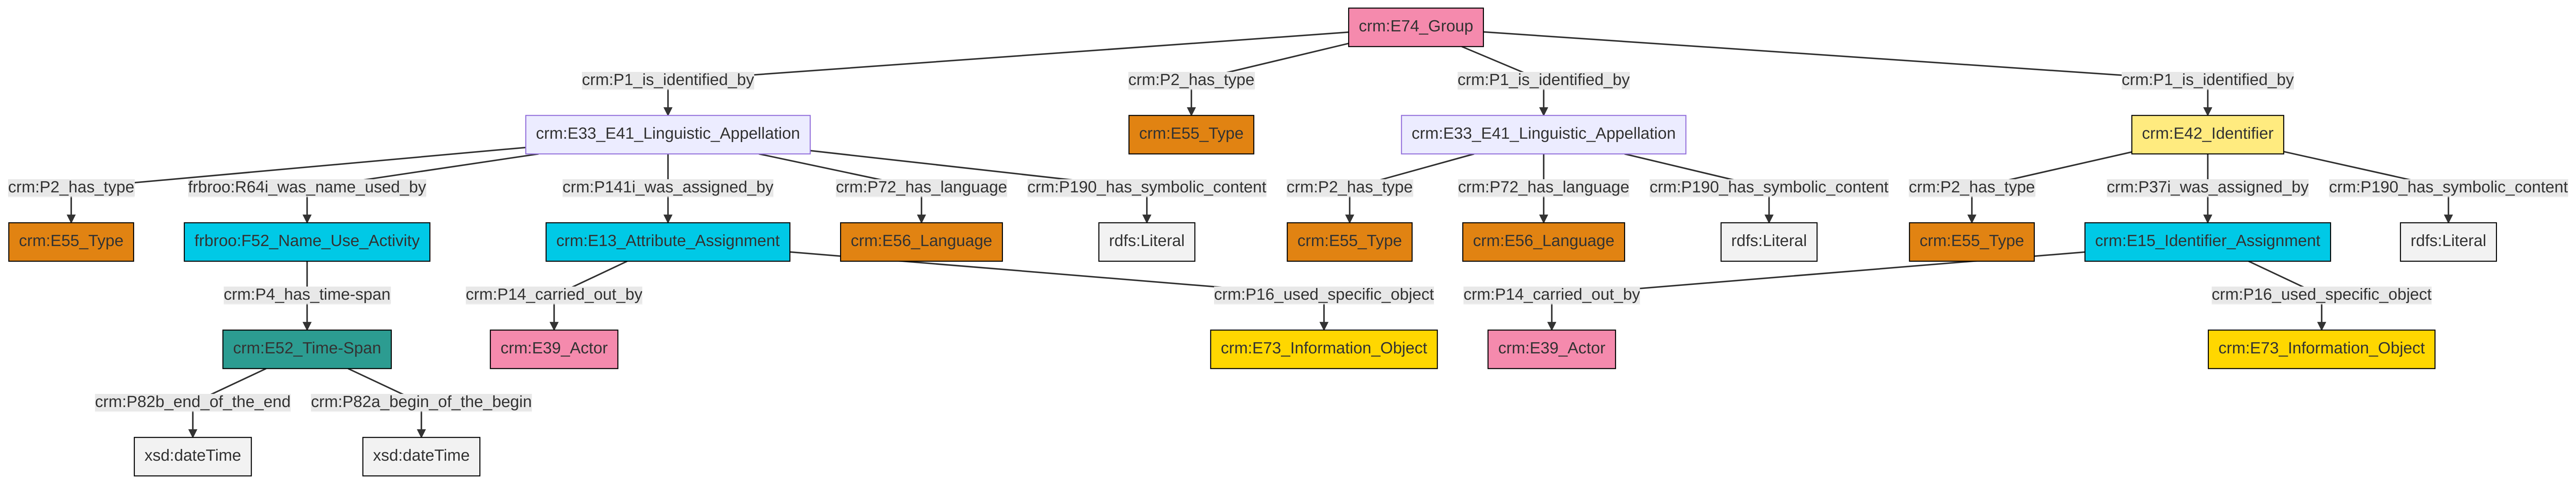 crm:E74_Group
crm:P1_is_identified_by
crm:P2_has_type
crm:P1_is_identified_by
crm:P1_is_identified_by
crm:E33_E41_Linguistic_Appellation
crm:E55_Type
crm:E33_E41_Linguistic_Appellation
crm:E42_Identifier
crm:P2_has_type
frbroo:R64i_was_name_used_by
crm:P141i_was_assigned_by
crm:P72_has_language
crm:P190_has_symbolic_content
crm:P2_has_type
crm:P72_has_language
crm:P190_has_symbolic_content
crm:P2_has_type
crm:P37i_was_assigned_by
crm:P190_has_symbolic_content
crm:E55_Type
frbroo:F52_Name_Use_Activity
crm:E13_Attribute_Assignment
crm:E56_Language
rdfs:Literal
crm:E55_Type
crm:E56_Language
rdfs:Literal
crm:E55_Type
crm:E15_Identifier_Assignment
rdfs:Literal
crm:P4_has_time-span
crm:P14_carried_out_by
crm:P16_used_specific_object
crm:P14_carried_out_by
crm:P16_used_specific_object
crm:E52_Time-Span
crm:E39_Actor
crm:E73_Information_Object
crm:E39_Actor
crm:E73_Information_Object
crm:P82b_end_of_the_end
crm:P82a_begin_of_the_begin
xsd:dateTime
xsd:dateTime